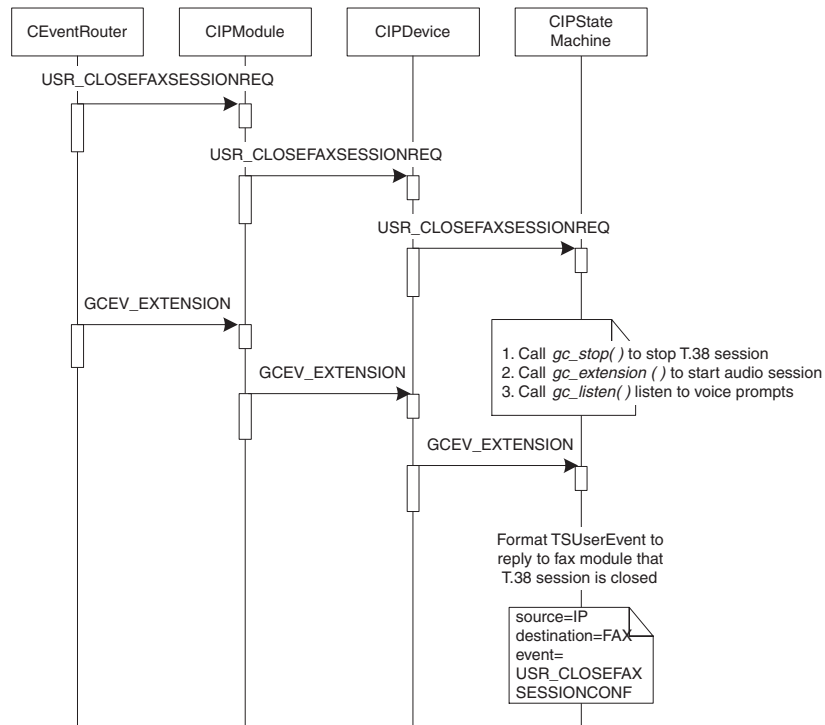 CEventRouter
CIPModule
CIPDevice
CIPState
Machine
USR_CLOSEFAXSESSIONREQ
USR_CLOSEFAXSESSIONREQ
USR_CLOSEFAXSESSIONREQ
GCEV_EXTENSION
1. Call gc_stop( ) to stop T.38 session
2. Call gc_extension ( ) to start audio session
3. Call gc_listen( ) listen to voice prompts
GCEV_EXTENSION
GCEV_EXTENSION
Format TSUserEvent to
reply to fax module that
T.38 session is closed
source=IP
destination=FAX
event=
USR_CLOSEFAX
SESSIONCONF